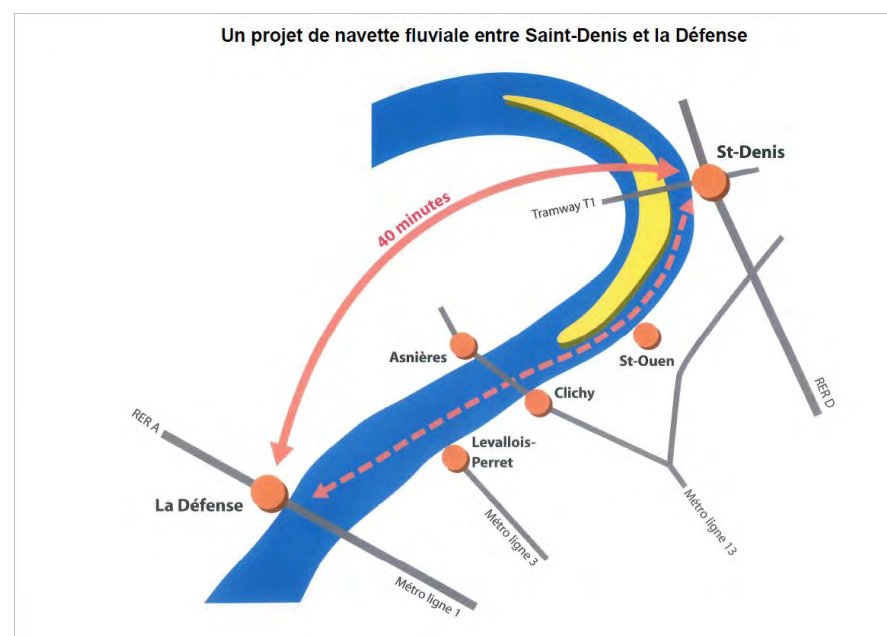 Un projet de navette fluviale entre Saint-Denis et la Défense
St-Denis
Tramway T1
40 minutes
Asnières
St-Ouen
Clichy
RER D
Levallois-
Perret
RER A
La Défense
Métro ligne 3
Métro ligne 13
Métro ligne 1